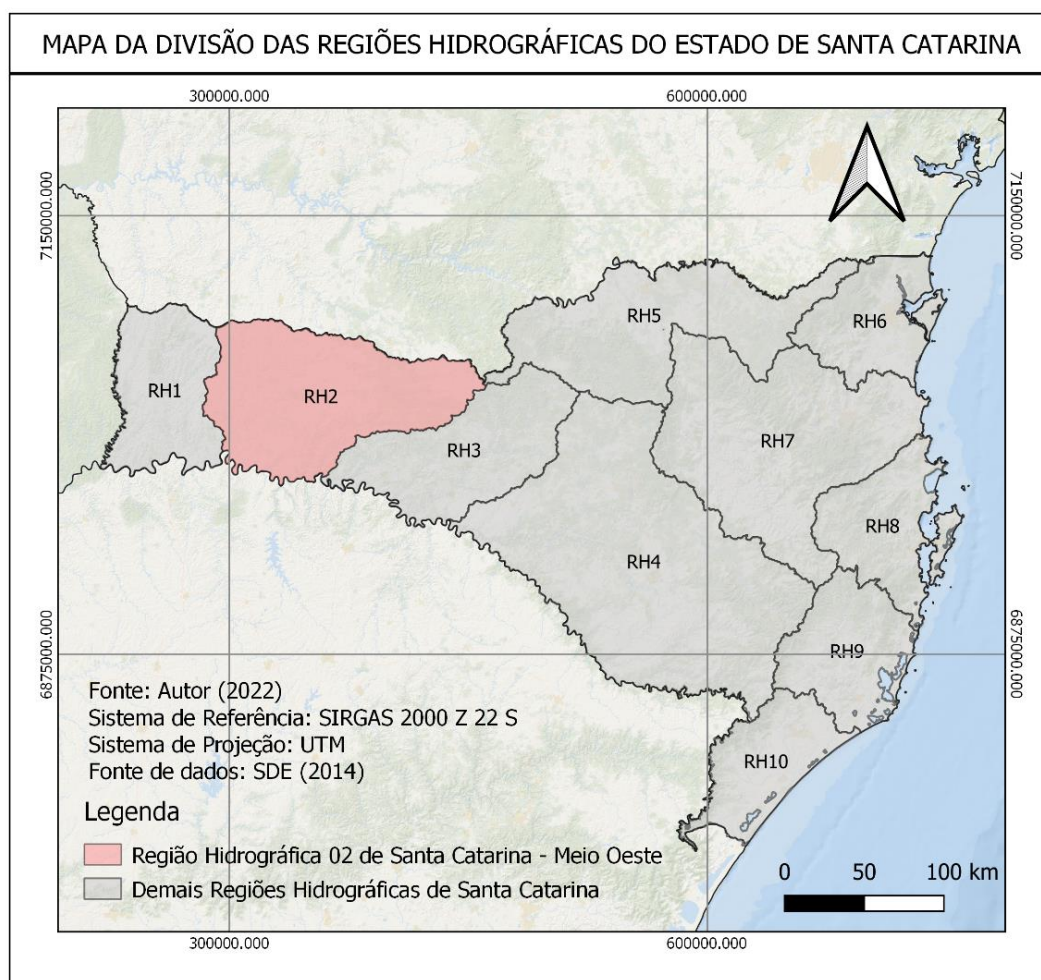 MAPA DA DIVISÃO DAS REGIÕES HIDROGRÁFICAS DO ESTADO DE SANTA CATARINA
300000.000
600000.000
7150000.000
7150000.000
RH5
RH6
RH1
RH2
RH3
RH7
RH8
RH4
6875000.000
6875000.000
RH9
Fonte: Autor (2022)
Sistema de Referência: SIRGAS 2000 Z 22 S
Sistema de Projeção: UTM
Fonte de dados: SDE (2014)
RH10
Legenda
Região Hidrográfica 02 de Santa Catarina - Meio Oeste
Demais Regiões Hidrográficas de Santa Catarina
0 50 100 km
300000.000
600000.000